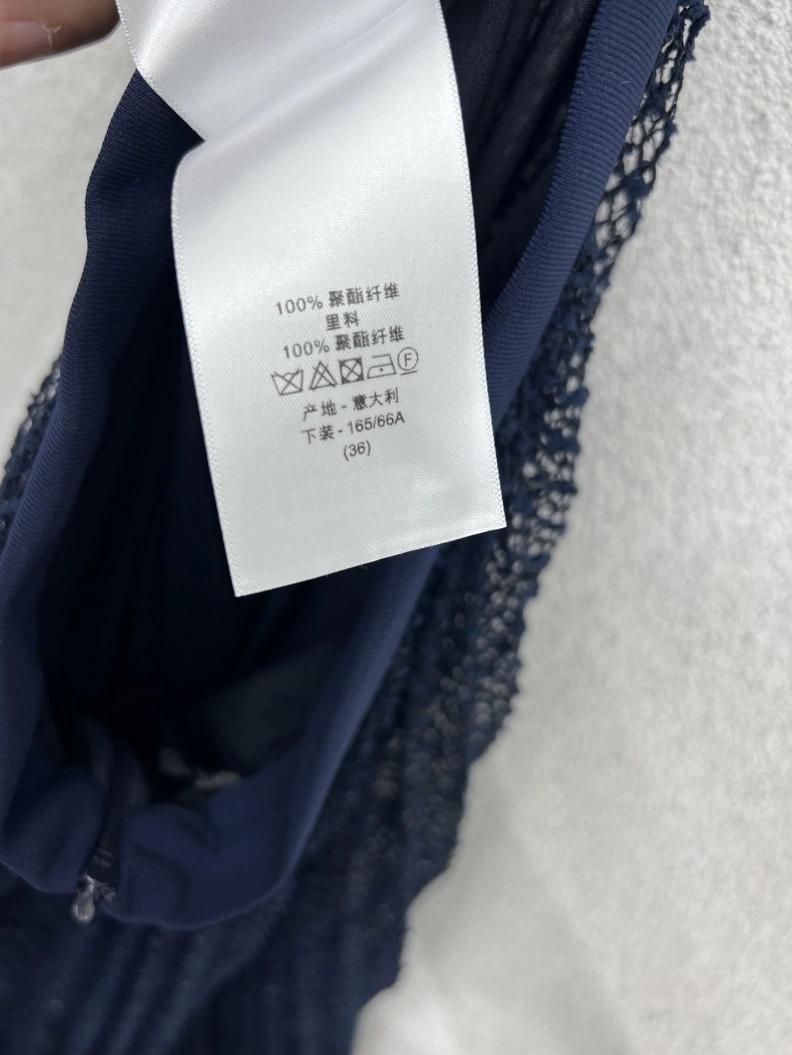 100% 聚酯纤维
里料
100% 聚酯纤维
F
产地 - 意大利
下装 - 165/66A
(36)